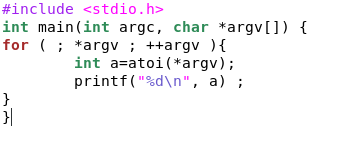 #include <stdio.h>
int main(int argc, char *argv[]) {
for ( ; *argv ; ++argv ){
        int a=atoi(*argv);
        printf("%d\n", a) ;
}
}